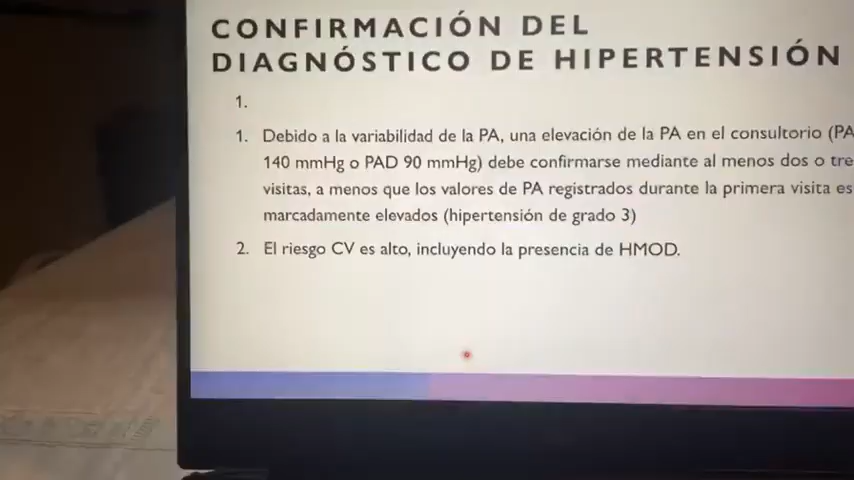 CONFIRMACIÓN DEL
DIAGNÓSTICO DE HIPERTENSIÓN
1.
1. Debido a la variabilidad de la PA, una elevación de la PA en el consultorio (PA
140 mmHg o PAD 90 mmHg) debe confirmarse mediante al menos dos o tre
visitas, a menos que los valores de PA registrados durante la primera visita es
marcadamente elevados (hipertensión de grado 3)
2. El riesgo CV es alto, incluyendo la presencia de HMOD.